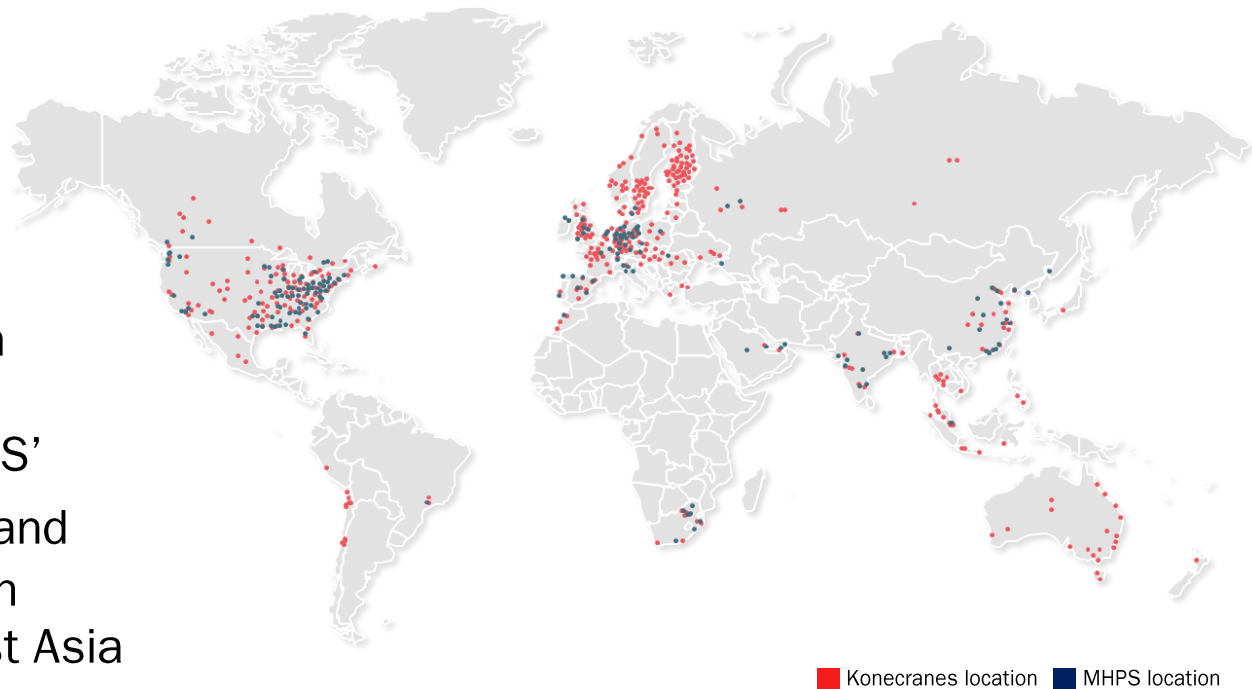 n
S’
and
n
st Asia
Konecranes location MHPS location